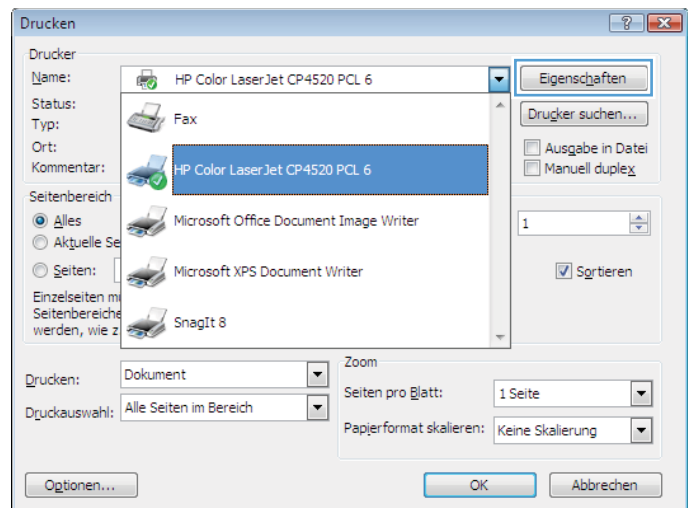 Drucken
Drucker
Name:
HP Color LaserJet CP4520 PCL 6
Eigenschaften
Status:
Fax
Drucker suchen...
Typ:
Ort:
Ausgabe in Datei
Kommentar:
HP Color LaserJet CP4520 PCL 6
Manuell duplex
Seitenbereich
Alles
Microsoft Office Document Image Writer
1
Aktuelle Se
Seiten:
Microsoft XPS Document Writer
Sortieren
Einzelseiten mü
Seitenbereiche
werden, wie z
SnagIt 8
Zoom
Drucken:
Dokument
Seiten pro Blatt:
1 Seite
Druckauswahl:
Alle Seiten im Bereich
Papierformat skalieren:
Keine Skalierung
Optionen...
OK
Abbrechen